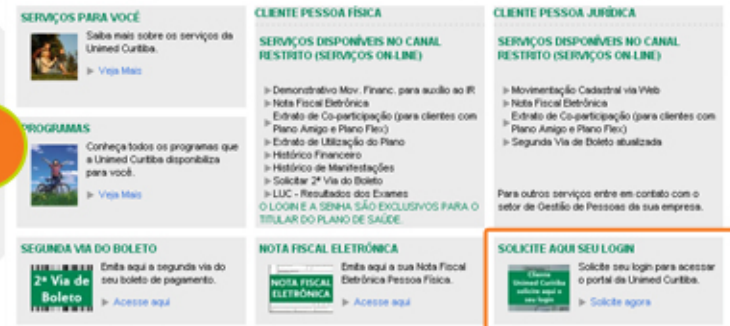 SERVIÇOS PARA VOCÊ
Saiba mais sobre os serviços da
Unimed Curitiba.
Veja Mais
PROGRAMAS
Conheça todos os programas que
a Unimed Curitiba disponibiliza
para você.
Veja Mais
CLIENTE PESSOA FÍSICA
SERVIÇOS DISPONÍVEIS NO CANAL
RESTRITO (SERVIÇOS ON-LINE)
Demonstrativo Mov. Financ. para auxílio ao IR
Nota Fiscal Eletrônica
Extrato de Co-participação (para clientes com
Plano Amigo e Plano Flex)
Extrato de Utilização do Plano
Histórico Financeiro
Histórico de Manifestações
Solicitar 2ª Via do Boleto
LUC - Resultados dos Exames
O LOGIN E A SENHA SÃO EXCLUSIVOS PARA O
TITULAR DO PLANO DE SAÚDE.
CLIENTE PESSOA JURÍDICA
SERVIÇOS DISPONÍVEIS NO CANAL
RESTRITO (SERVIÇOS ON-LINE)
Movimentação Cadastral via Web
Nota Fiscal Eletrônica
Extrato de Co-participação (para clientes com
Plano Amigo e Plano Flex)
Segunda Via de Boleto atualizada
Para outros serviços entre em contato com o
setor de Gestão de Pessoas da sua empresa.
SEGUNDA VIA DO BOLETO
2ª Via de
Boleto
Emita aqui a segunda via do
seu boleto de pagamento.
Acesse aqui
NOTA FISCAL ELETRÔNICA
NOTA FISCAL
ELETRÔNICA
Emita aqui a sua Nota Fiscal
Eletrônica Pessoa Física.
Acesse aqui
SOLICITE AQUI SEU LOGIN
Cliente
Unimed Curitiba
solicite aqui o
seu login
Solicite seu login para acessar
o portal da Unimed Curitiba.
Solicite agora